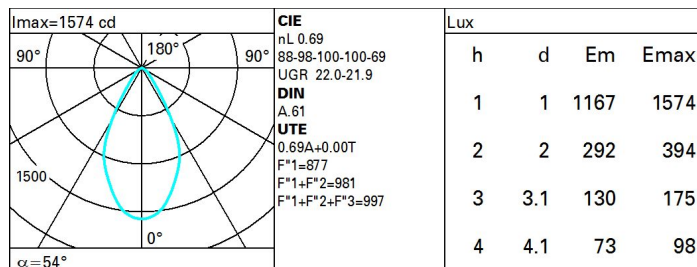 Imax=1574 cd
90° 180° 90°
1500
0°
α=54°
CIE
nL 0.69
88-98-100-100-69
UGR 22.0-21.9
DIN
A.61
UTE
0.69A+0.00T
F"1=877
F"1+F"2=981
F"1+F"2+F"3=997
Lux
h d Em Emax
1 1 1167 1574
2 2 292 394
3 3.1 130 175
4 4.1 73 98